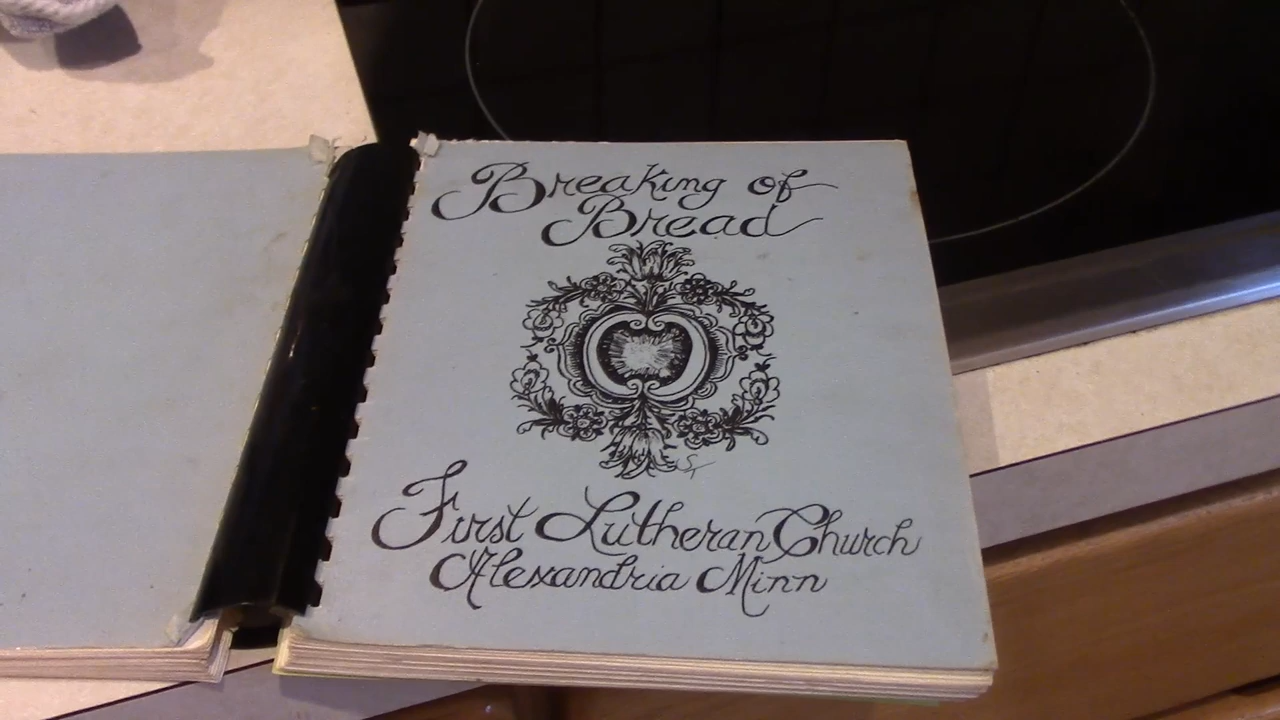 Breaking of
Bread
First Lutheran Church
Alexandria Minn